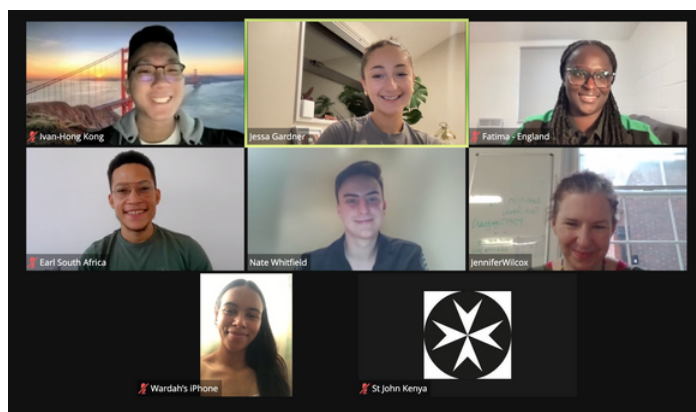 Ivan-Hong Kong
Jessa Gardner
Fatima - England
Earl South Africa
Nate Whitfield
JenniferWilcox
Wardah's iPhone
St John Kenya